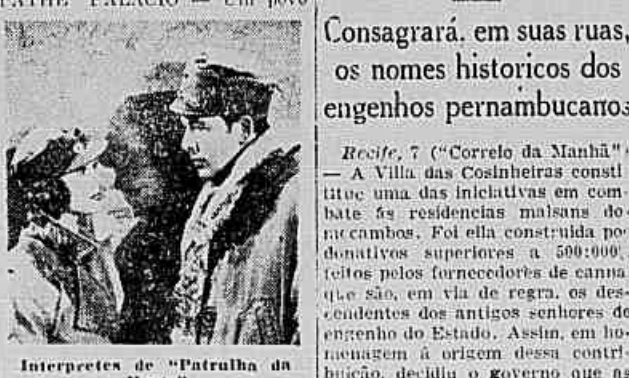 PATHÉ PALACIO — Um povo
Interpretes de "Patrulha da
Consagrará. em suas ruas,
os nomes historicos dos
engenhos pernambucanos
Recife, 7 ("Correio da Manhã"
— A Villa das Cosinheiras consti
titue uma das iniciativas em com
bate ás residencias malsans do
mocambos. Foi ella construida po
donativos superiores a 500:000
feitos pelos fornecedores de canna
que são, em via de regra, os des
cendentes dos antigos senhores de
engenho do Estado. Assim, em ho
menagem á origem dessa contri
buição, decidiu o governo que as